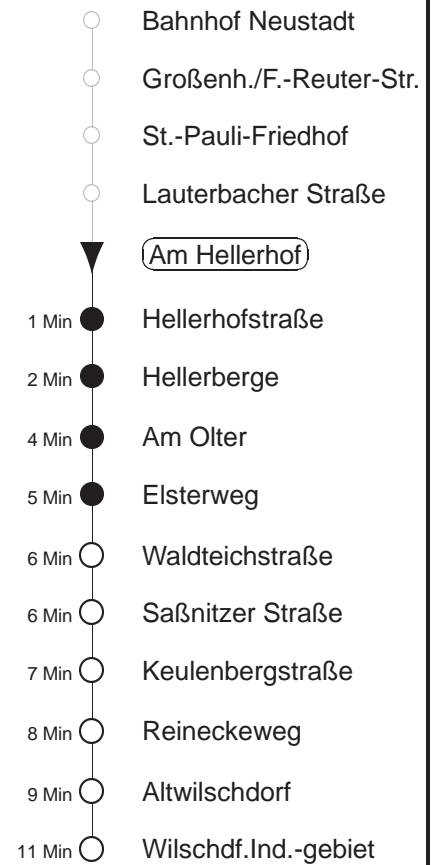 Bahnhof Neustadt
Großenh./F.-Reuter-Str.
St.-Pauli-Friedhof
Lauterbacher Straße
Am Hellerhof
1 Min Hellerhofstraße
2 Min Hellerberge
4 Min Am Olter
5 Min Elsterweg
6 Min Waldteichstraße
6 Min Saßnitzer Straße
7 Min Keulenbergstraße
8 Min Reineckeweg
9 Min Altwilschdorf
11 Min Wilschdf.Ind.-gebiet